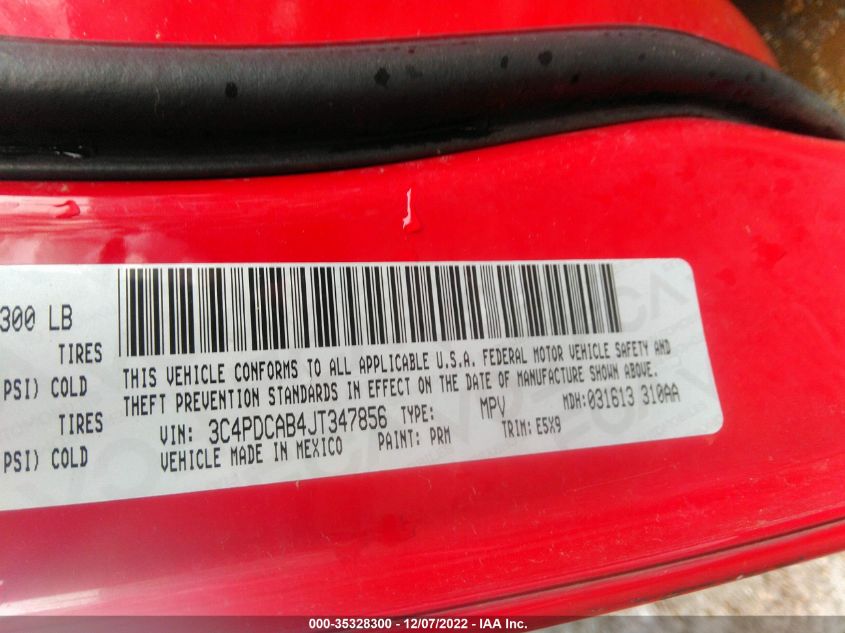 300 LB
TIRES
PSI) COLD
TIRES
PSI) COLD
THIS VEHICLE CONFORMS TO ALL APPLICABLE U.S.A. FEDERAL MOTOR VEHICLE SAFETY AND
THEFT PREVENTION STANDARDS IN EFFECT ON THE DATE OF MANUFACTURE SHOWN ABOVE.
VIN: 3C4PDCAB4JT347856 TYPE: MPV MDH: 031613 310AA
VEHICLE MADE IN MEXICO PAINT: PRM TRIM: E5X9
000-35328300 - 12/07/2022 - IAA Inc.